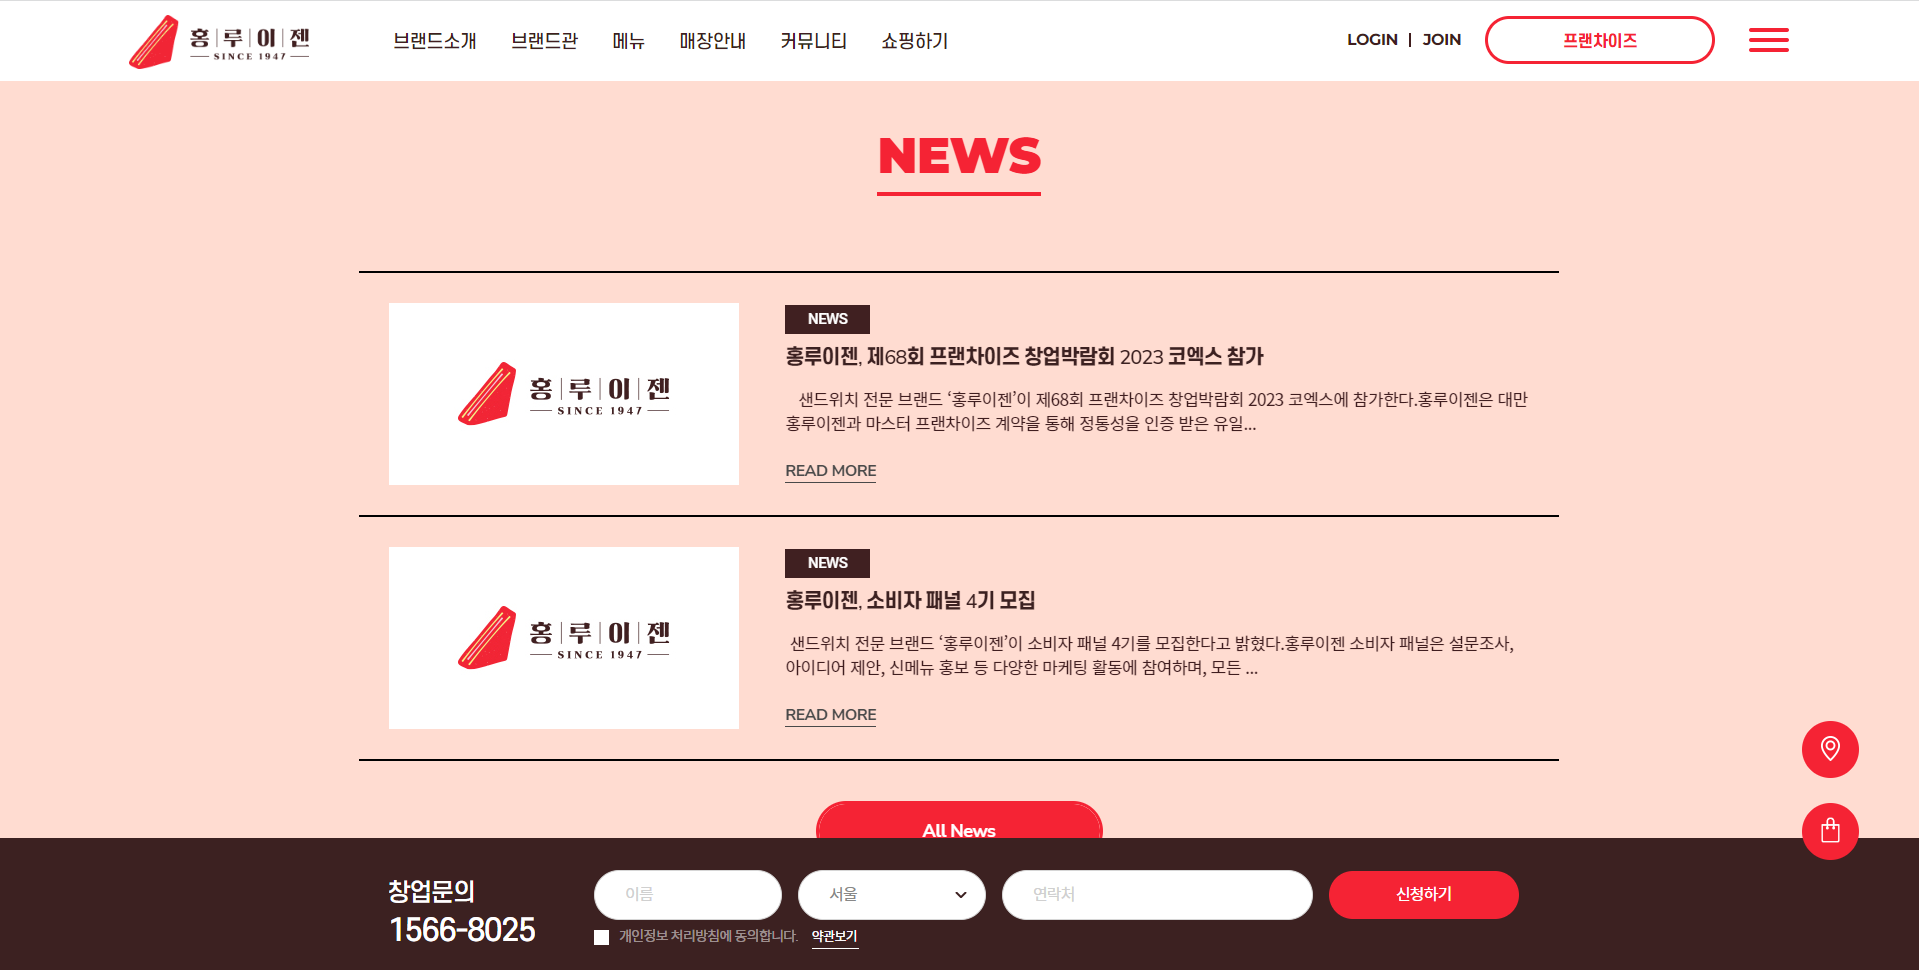 홍루이젠
SINCE 1947
브랜드소개 브랜드관 메뉴 매장안내 커뮤니티 쇼핑하기
LOGIN | JOIN
프랜차이즈
NEWS
홍루이젠
SINCE 1947
NEWS
홍루이젠, 제68회 프랜차이즈 창업박람회 2023 코엑스 참가
샌드위치 전문 브랜드 ‘홍루이젠’이 제68회 프랜차이즈 창업박람회 2023 코엑스에 참가한다.홍루이젠은 대만
홍루이젠과 마스터 프랜차이즈 계약을 통해 정통성을 인증 받은 유일...
READ MORE
홍루이젠
SINCE 1947
NEWS
홍루이젠, 소비자 패널 4기 모집
샌드위치 전문 브랜드 ‘홍루이젠’이 소비자 패널 4기를 모집한다고 밝혔다.홍루이젠 소비자 패널은 설문조사,
아이디어 제안, 신메뉴 홍보 등 다양한 마케팅 활동에 참여하며, 모든 ...
READ MORE
All News
창업문의
1566-8025
이름
서울
연락처
신청하기
개인정보 처리방침에 동의합니다. 약관보기